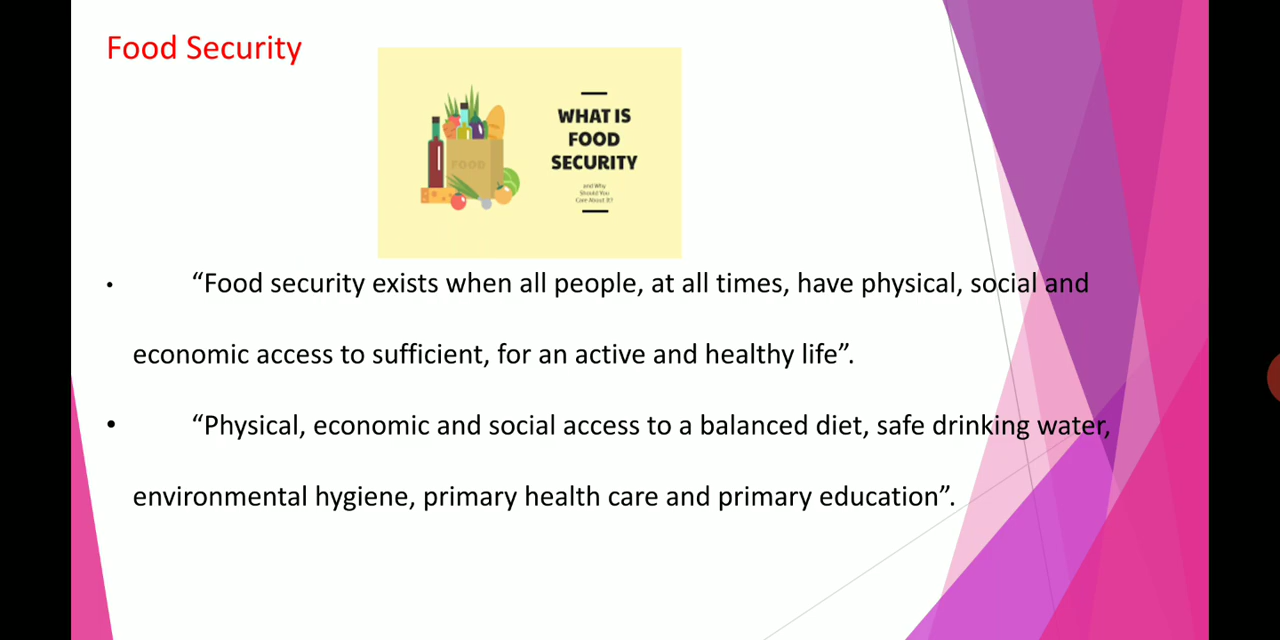 Food Security
FOOD
WHAT IS
FOOD
SECURITY
and Why
Should You
Care About It?
• “Food security exists when all people, at all times, have physical, social and
economic access to sufficient, for an active and healthy life”.
• “Physical, economic and social access to a balanced diet, safe drinking water,
environmental hygiene, primary health care and primary education”.